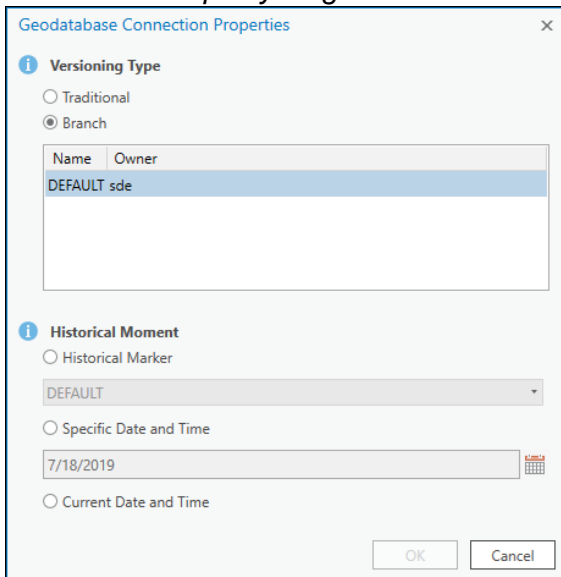 Geodatabase Connection Properties
Versioning Type
Traditional
Branch
Name Owner
DEFAULT sde
Historical Moment
Historical Marker
DEFAULT
Specific Date and Time
7/18/2019
Current Date and Time
OK Cancel